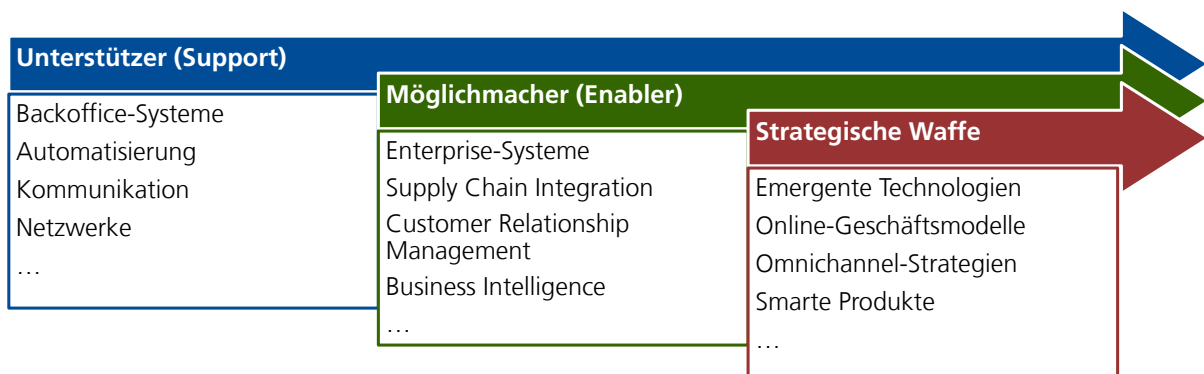 Unterstützer (Support)
Backoffice-Systeme
Automatisierung
Kommunikation
Netzwerke
…
Möglichmacher (Enabler)
Enterprise-Systeme
Supply Chain Integration
Customer Relationship
Management
Business Intelligence
…
Strategische Waffe
Emergente Technologien
Online-Geschäftsmodelle
Omnichannel-Strategien
Smarte Produkte
…